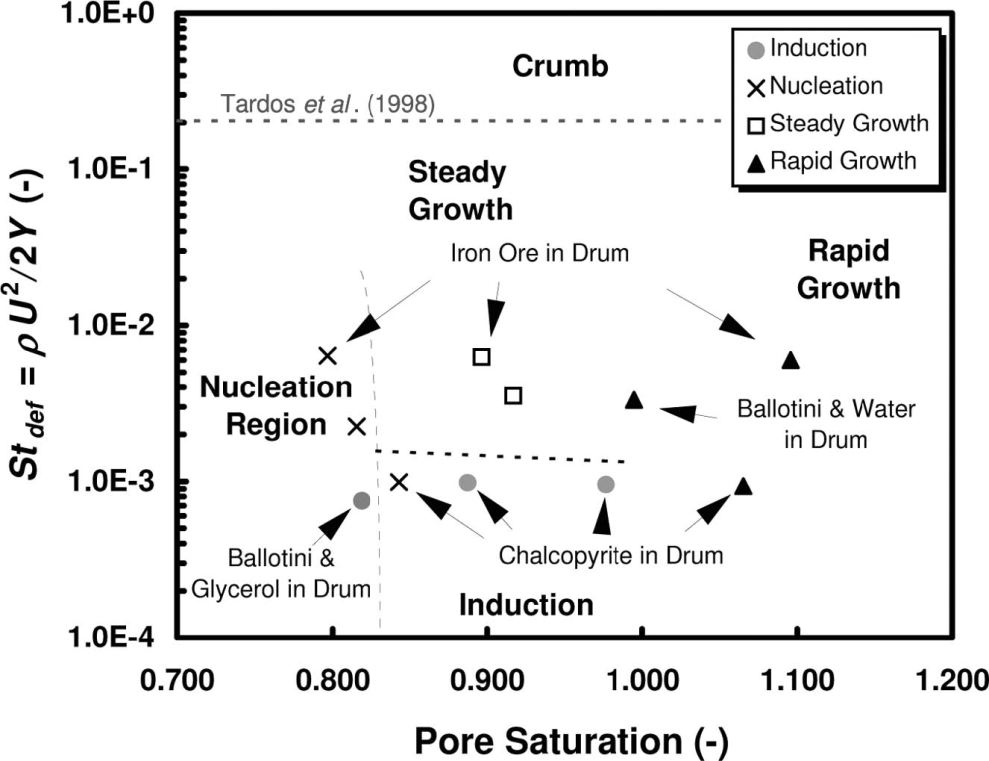 1.0E+0
Crumb
Induction
Nucleation
Steady Growth
Rapid Growth
Tardos et al. (1998)
1.0E-1
Steady
Growth
Iron Ore in Drum
Rapid
Growth
St def = ρU²/2Y (-)
1.0E-2
Nucleation
Region
Ballotini & Water
in Drum
1.0E-3
Ballotini &
Glycerol in Drum
Chalcopyrite in Drum
Induction
1.0E-4
0.700 0.800 0.900 1.000 1.100 1.200
Pore Saturation (-)